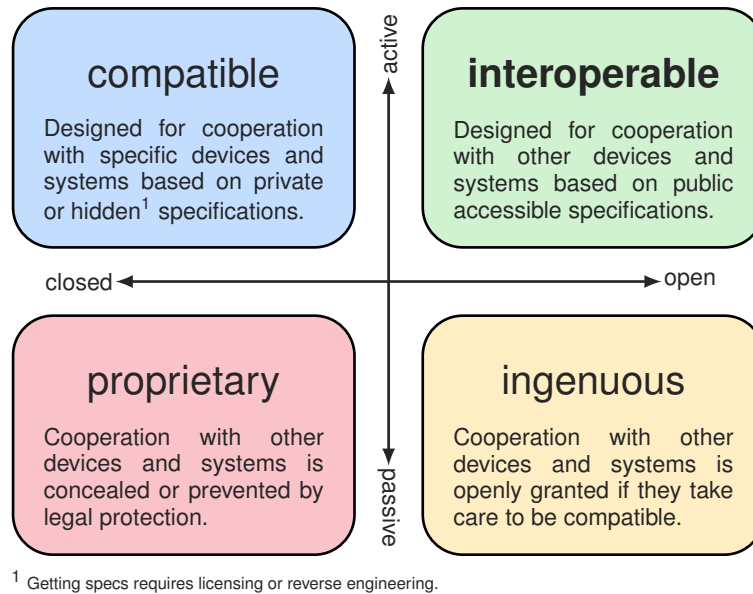 compatible
Designed for cooperation
with specific devices and
systems based on private
or hidden¹ specifications.
active
interoperable
Designed for cooperation
with other devices and
systems based on public
accessible specifications.
closed
open
proprietary
Cooperation with other
devices and systems is
concealed or prevented by
legal protection.
passive
ingenuous
Cooperation with other
devices and systems is
openly granted if they take
care to be compatible.
¹ Getting specs requires licensing or reverse engineering.